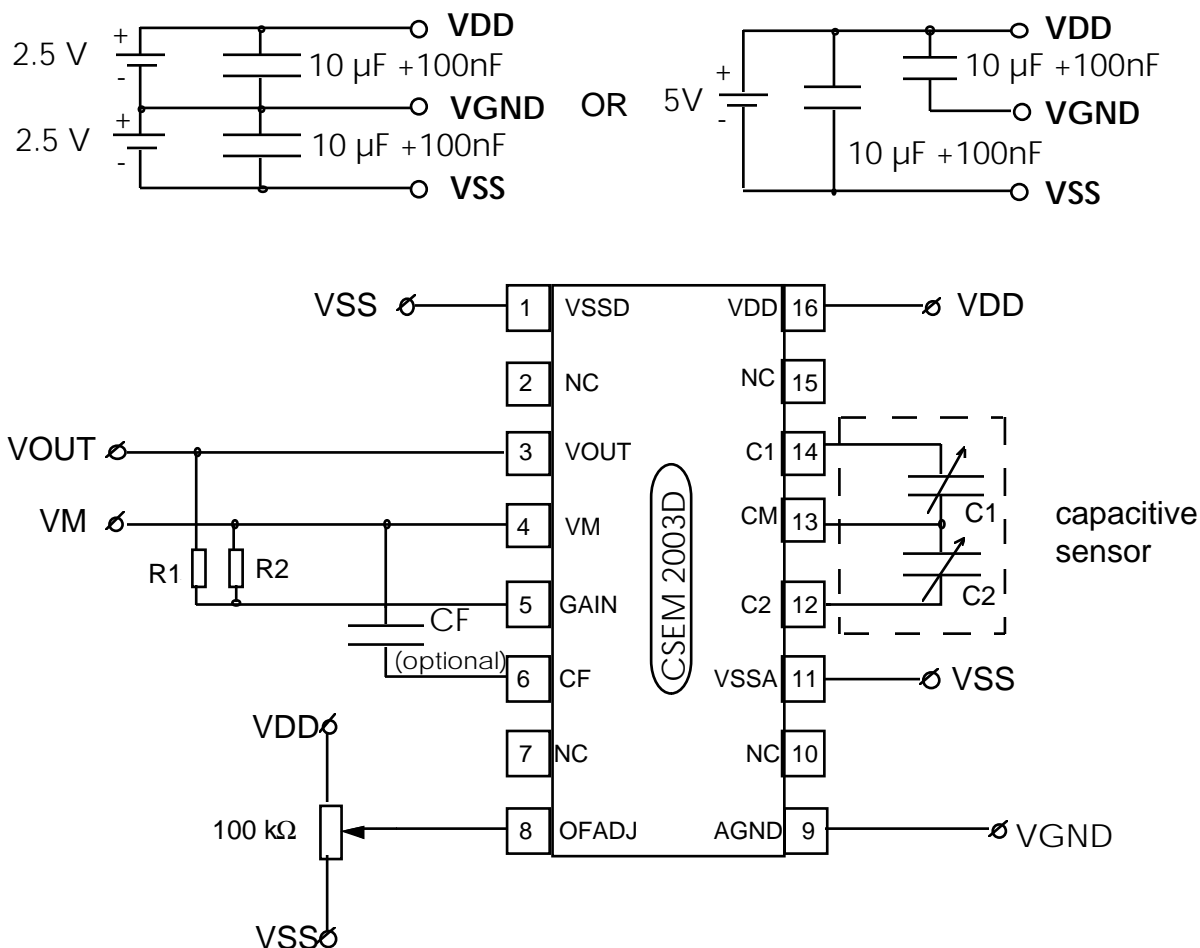 VDD
2.5 V
+
-
10 µF +100nF
VGND
2.5 V
+
-
10 µF +100nF
VSS
OR
VDD
5V
+
-
10 µF +100nF
VGND
10 µF +100nF
VSS
VSS
1 VSSD
VDD 16
VDD
2 NC
NC 15
VOUT
3 VOUT
C1 14
VM
4 VM
CM 13
R1
R2
5 GAIN
C2 12
CF
(optional)
6 CF
VSSA 11
VSS
7 NC
NC 10
VDD
100 kΩ
8 OFADJ
AGND 9
VGND
VSS
CSEM 2003D
C1
C2
capacitive
sensor